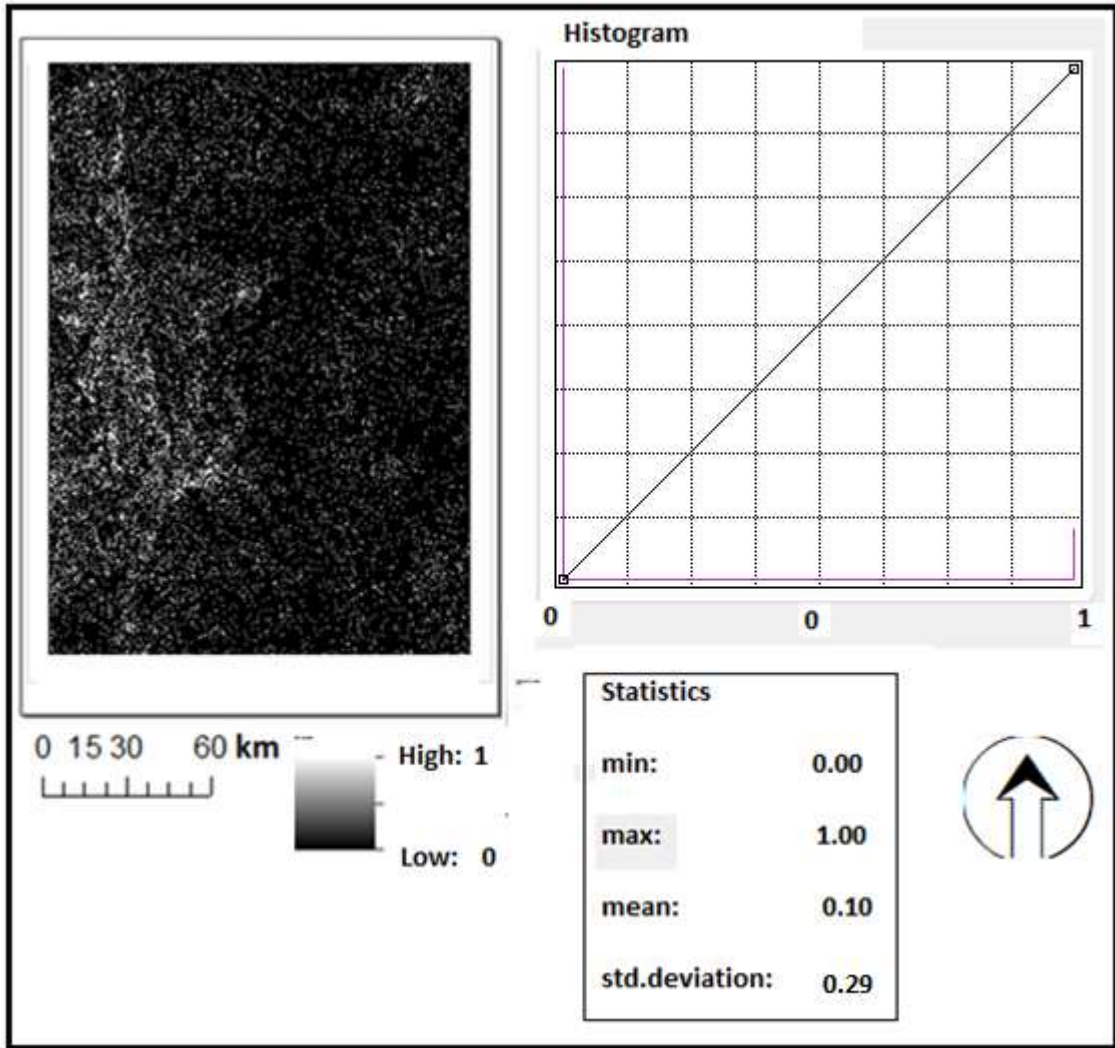 Histogram
0 0 1
0 15 30 60 km
High: 1
Low: 0
Statistics
min: 0.00
max: 1.00
mean: 0.10
std.deviation: 0.29